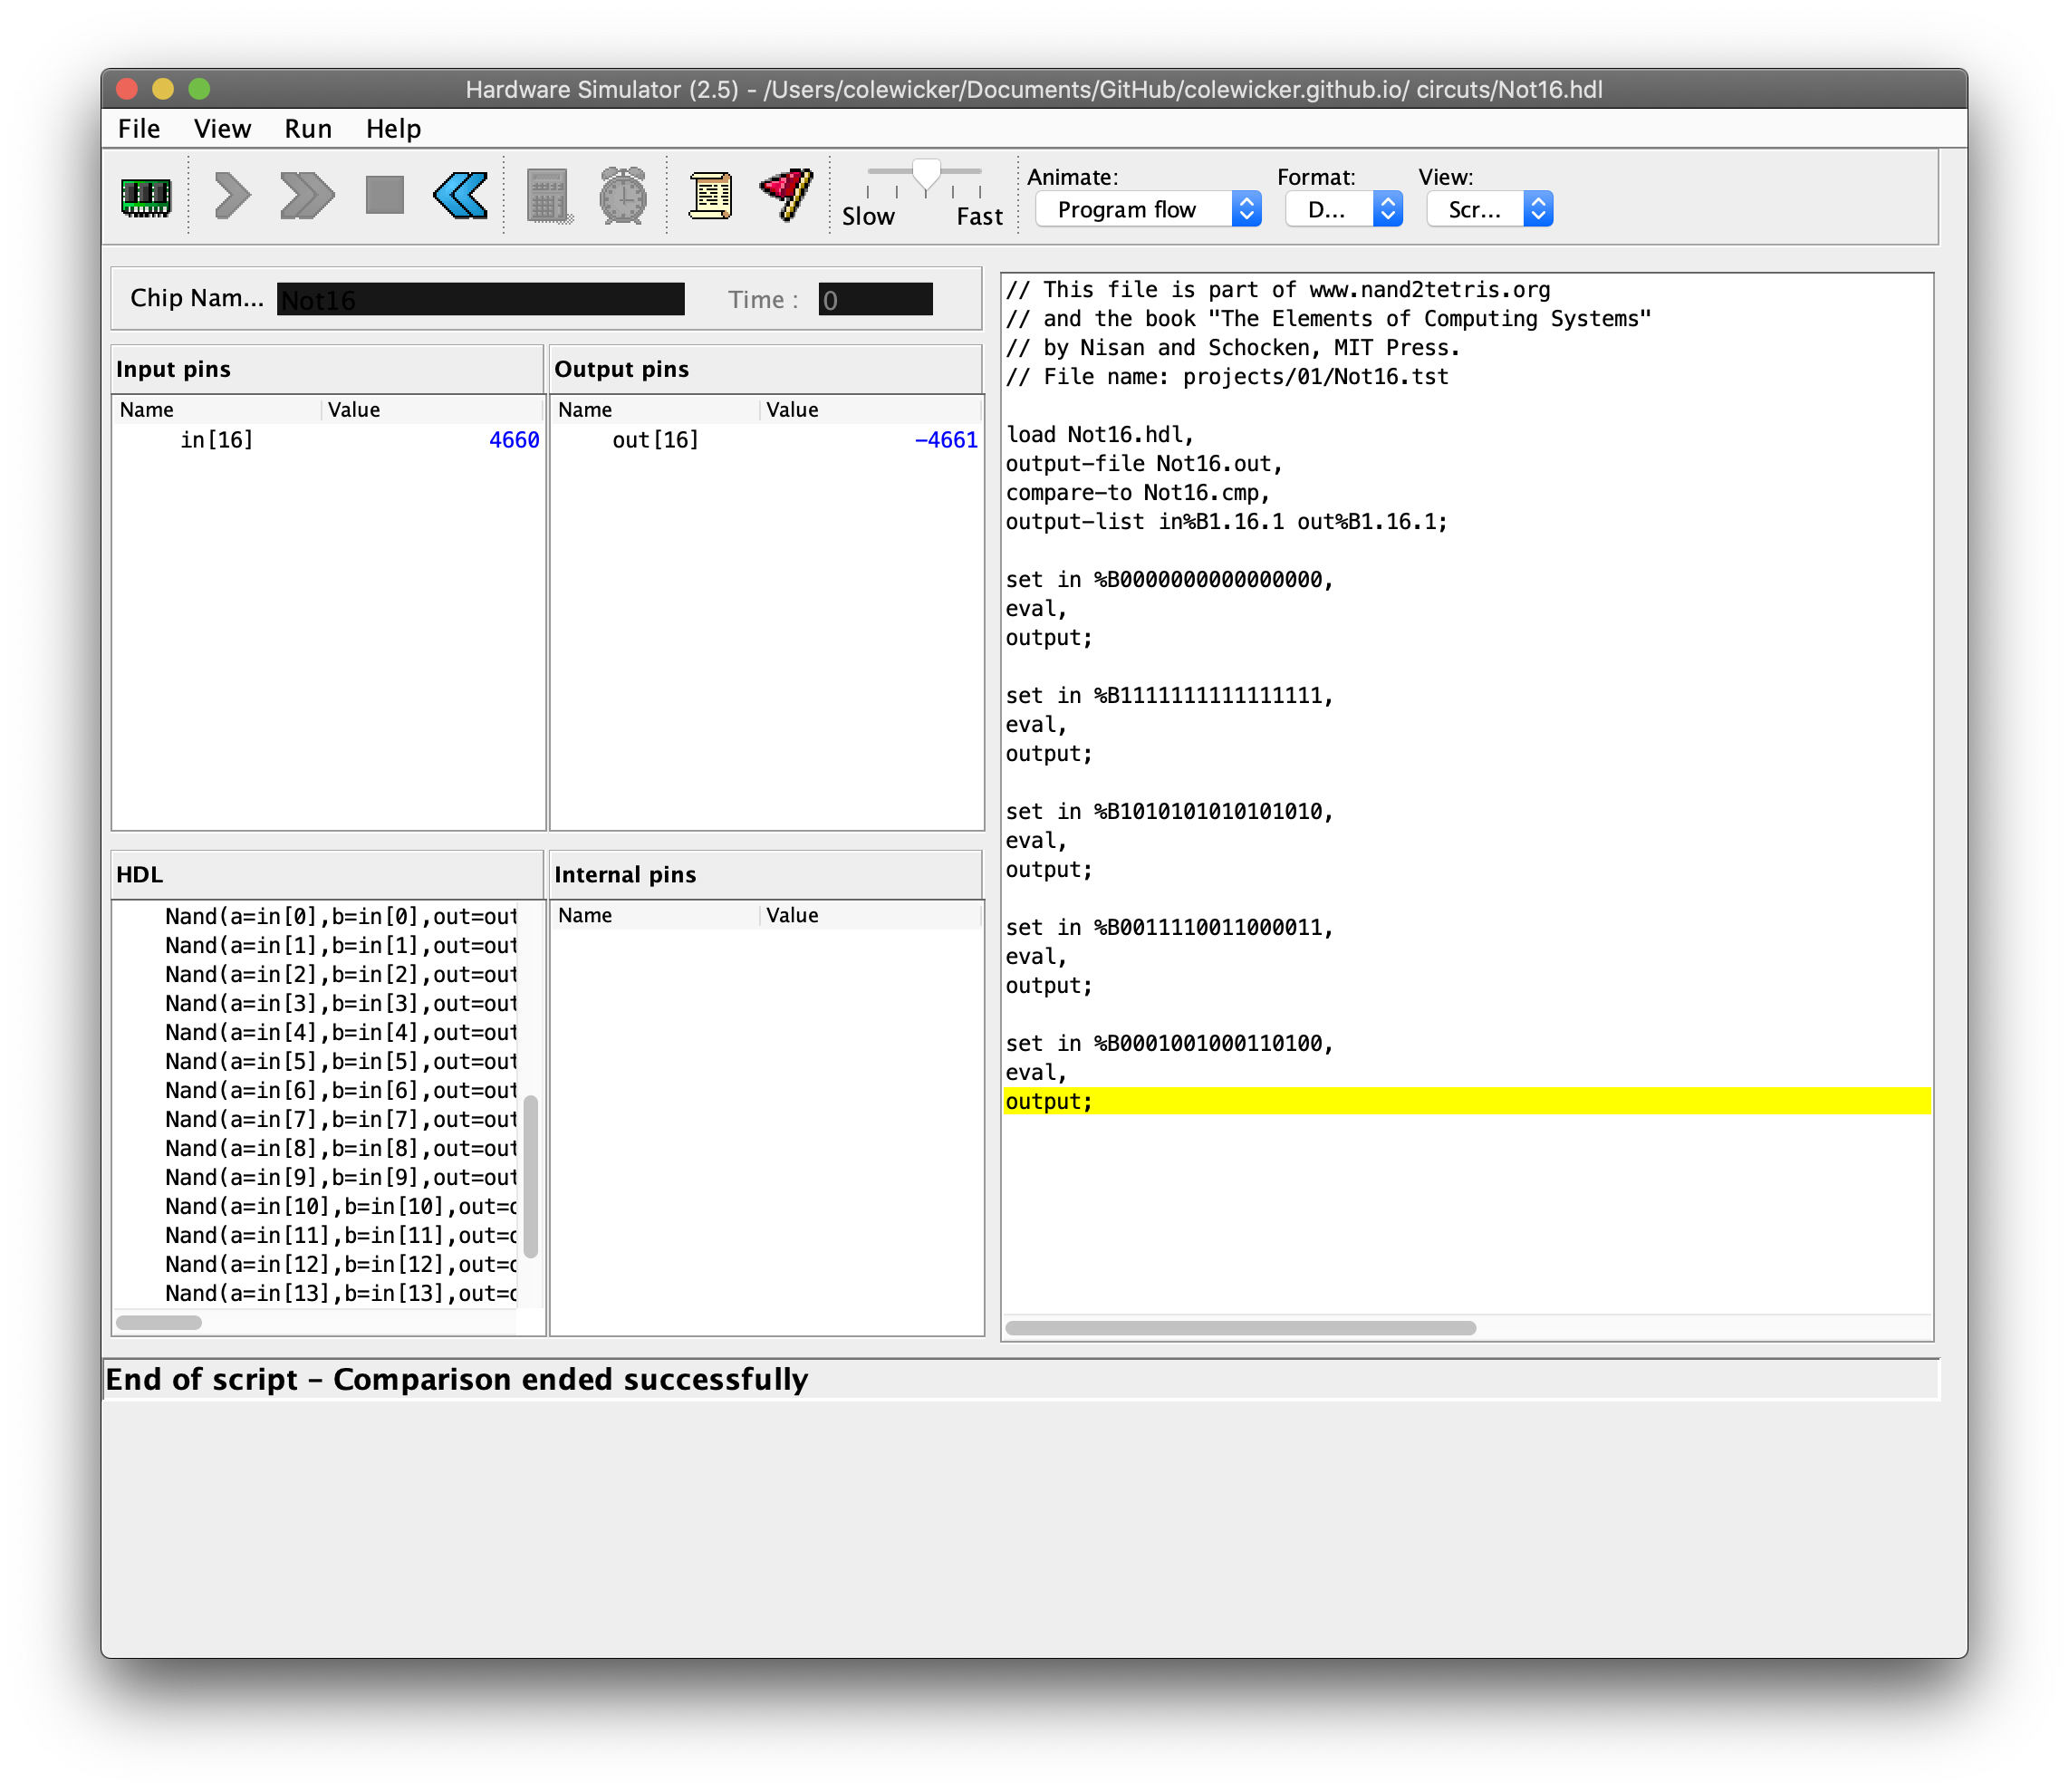 Hardware Simulator (2.5) - /Users/colewicker/Documents/GitHub/colewicker.github.io/ circuts/Not16.hdl
File View Run Help
Slow Fast
Animate: Format: View:
Program flow D... Scr...
Chip Nam... Not16 Time : 0
Input pins
Name Value
in[16] 4660
Output pins
Name Value
out[16] -4661
HDL
Nand(a=in[0],b=in[0],out=out
Nand(a=in[1],b=in[1],out=out
Nand(a=in[2],b=in[2],out=out
Nand(a=in[3],b=in[3],out=out
Nand(a=in[4],b=in[4],out=out
Nand(a=in[5],b=in[5],out=out
Nand(a=in[6],b=in[6],out=out
Nand(a=in[7],b=in[7],out=out
Nand(a=in[8],b=in[8],out=out
Nand(a=in[9],b=in[9],out=out
Nand(a=in[10],b=in[10],out=o
Nand(a=in[11],b=in[11],out=o
Nand(a=in[12],b=in[12],out=o
Nand(a=in[13],b=in[13],out=o
Internal pins
Name Value
// This file is part of www.nand2tetris.org
// and the book "The Elements of Computing Systems"
// by Nisan and Schocken, MIT Press.
// File name: projects/01/Not16.tst
load Not16.hdl,
output-file Not16.out,
compare-to Not16.cmp,
output-list in%B1.16.1 out%B1.16.1;
set in %B0000000000000000,
eval,
output;
set in %B1111111111111111,
eval,
output;
set in %B1010101010101010,
eval,
output;
set in %B0011110011000011,
eval,
output;
set in %B0001001000110100,
eval,
output;
End of script - Comparison ended successfully